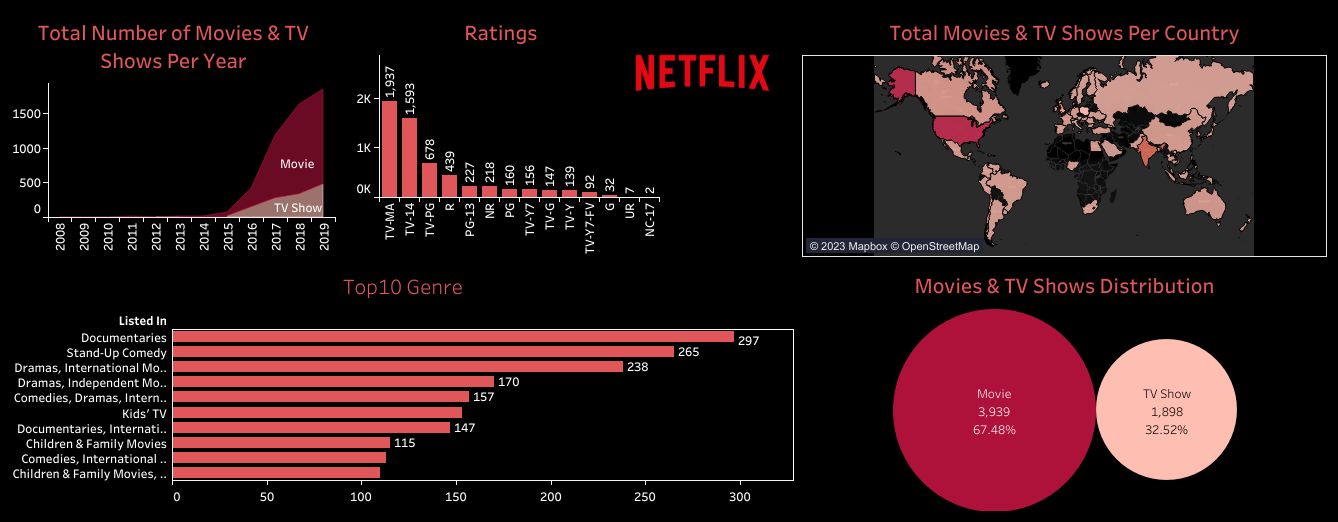 Total Number of Movies & TV
Shows Per Year
1500
1000
500
0
Movie
TV Show
2008
2009
2010
2011
2012
2013
2014
2015
2016
2017
2018
2019
Ratings
2K
1K
0K
1,937
1,593
678
439
227
218
160
156
147
139
92
32
7
2
TV-MA
TV-14
TV-PG
R
PG-13
NR
PG
TV-Y7
TV-G
TV-Y
TV-Y7-FV
G
UR
NC-17
NETFLIX
Total Movies & TV Shows Per Country
© 2023 Mapbox © OpenStreetMap
Top10 Genre
Listed In
Documentaries 297
Stand-Up Comedy 265
Dramas, International Mo.. 238
Dramas, Independent Mo.. 170
Comedies, Dramas, Intern.. 157
Kids' TV
Documentaries, Internati.. 147
Children & Family Movies 115
Comedies, International ..
Children & Family Movies, ..
0 50 100 150 200 250 300
Movies & TV Shows Distribution
Movie
3,939
67.48%
TV Show
1,898
32.52%